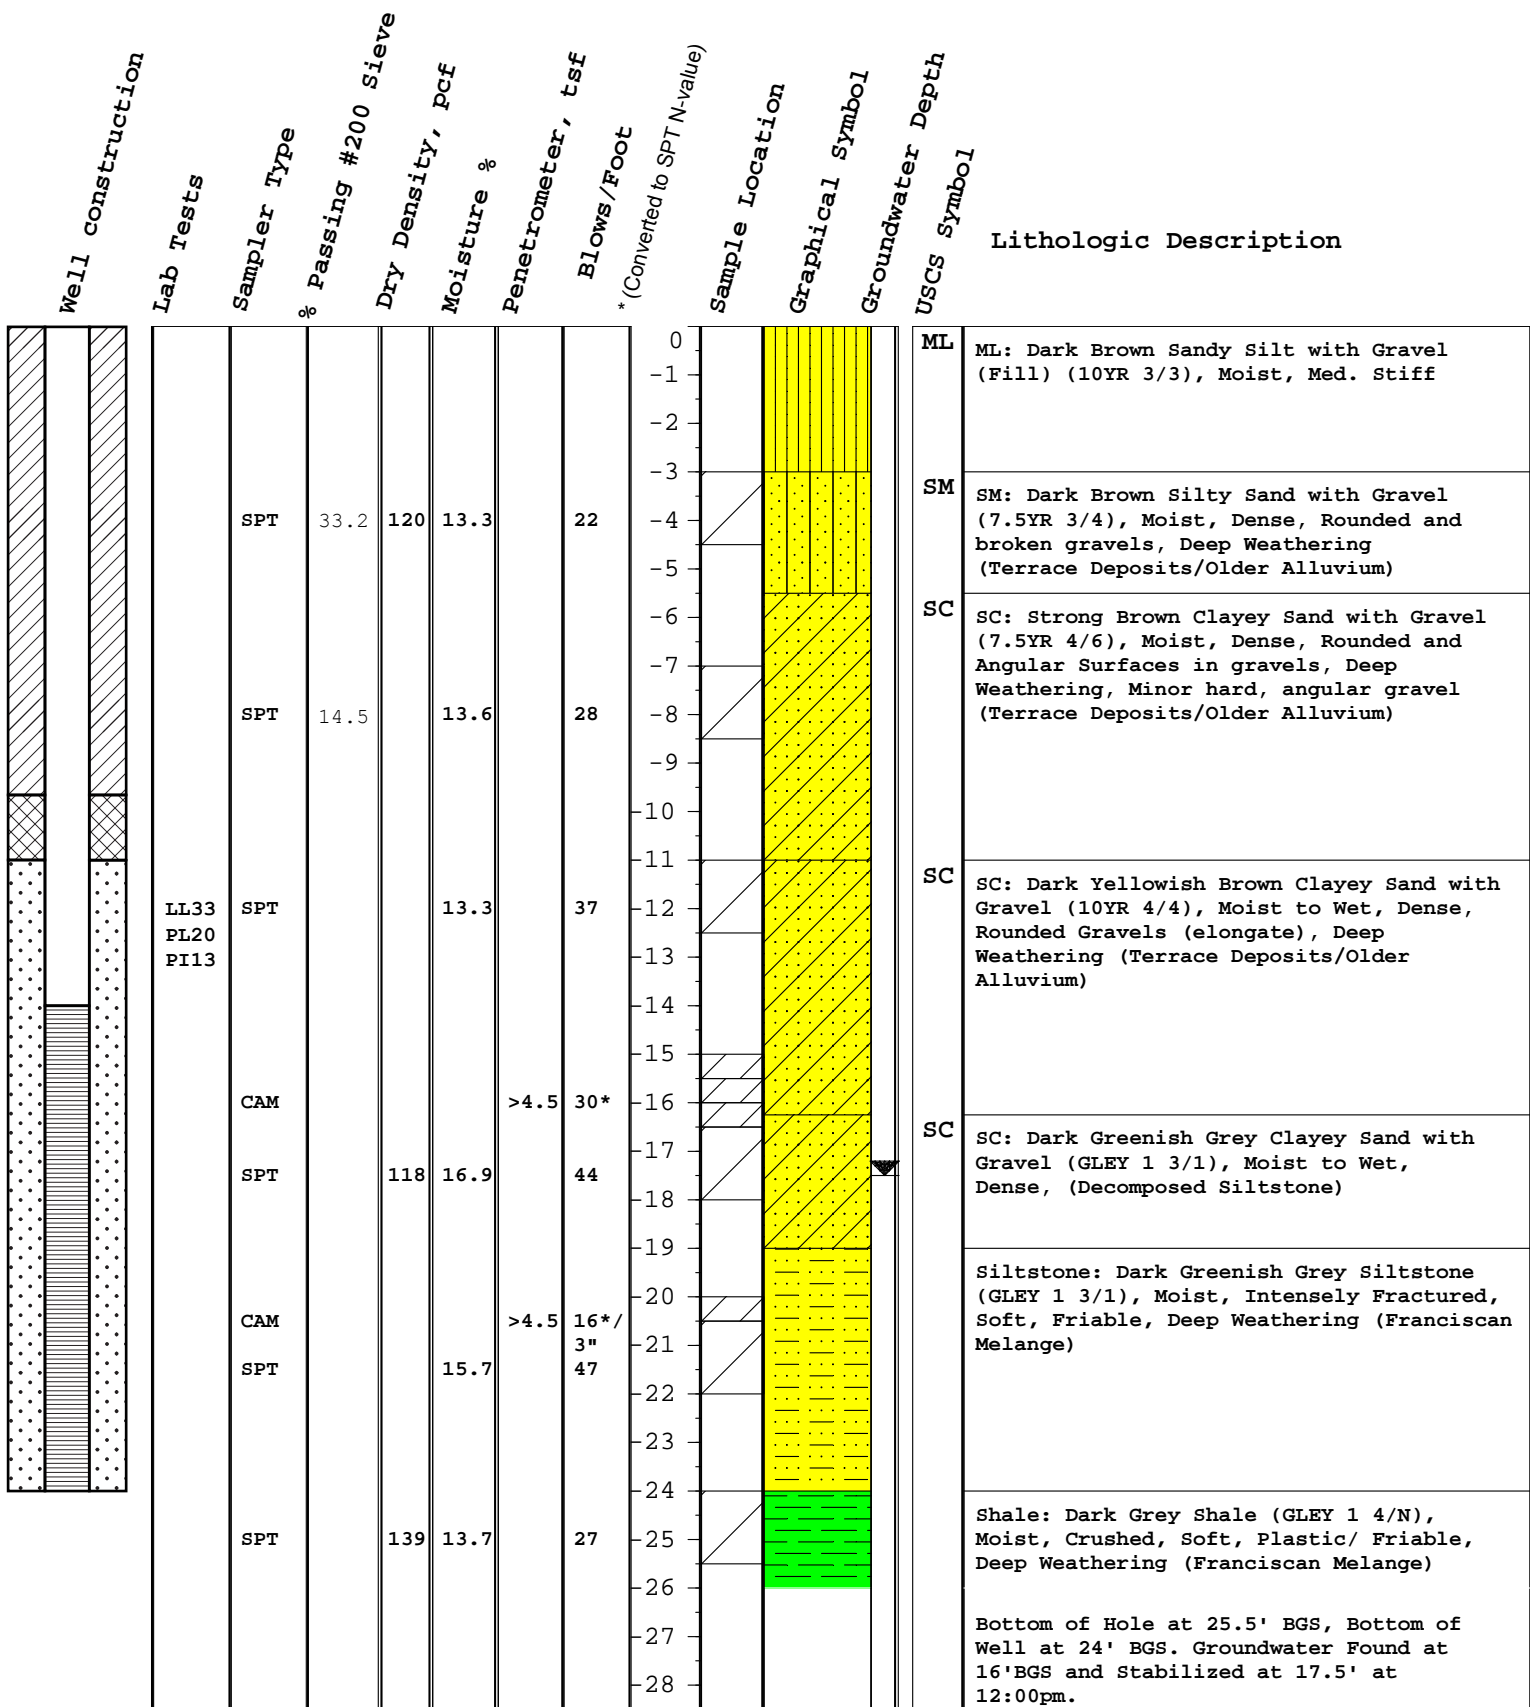 Well construction
Lab Tests
Sampler Type
% Passing #200 Sieve
Dry Density, pcf
Moisture %
Penetrometer, tsf
Blows/Foot
* (Converted to SPT N-value)
Sample Location
Graphical Symbol
Groundwater Depth
USCS Symbol
Lithologic Description
0
ML
ML: Dark Brown Sandy Silt with Gravel
(Fill) (10YR 3/3), Moist, Med. Stiff
-1
-2
-3
SM
SM: Dark Brown Silty Sand with Gravel
(7.5YR 3/4), Moist, Dense, Rounded and
broken gravels, Deep Weathering
(Terrace Deposits/Older Alluvium)
SPT 33.2 120 13.3 22 -4
-5
SC
SC: Strong Brown Clayey Sand with Gravel
(7.5YR 4/6), Moist, Dense, Rounded and
Angular Surfaces in gravels, Deep
Weathering, Minor hard, angular gravel
(Terrace Deposits/Older Alluvium)
-6
-7
SPT 14.5 13.6 28 -8
-9
-10
-11
SC
SC: Dark Yellowish Brown Clayey Sand with
Gravel (10YR 4/4), Moist to Wet, Dense,
Rounded Gravels (elongate), Deep
Weathering (Terrace Deposits/Older
Alluvium)
LL33 SPT 13.3 37 -12
PL20
PI13
-13
-14
-15
CAM >4.5 30* -16
SC
SC: Dark Greenish Grey Clayey Sand with
Gravel (GLEY 1 3/1), Moist to Wet,
Dense, (Decomposed Siltstone)
-17
SPT 118 16.9 44
-18
-19
Siltstone: Dark Greenish Grey Siltstone
(GLEY 1 3/1), Moist, Intensely Fractured,
Soft, Friable, Deep Weathering (Franciscan
Melange)
-20
CAM >4.5 16*/
3"
-21
SPT 15.7 47
-22
-23
-24
Shale: Dark Grey Shale (GLEY 1 4/N),
Moist, Crushed, Soft, Plastic/ Friable,
Deep Weathering (Franciscan Melange)
SPT 139 13.7 27 -25
-26
Bottom of Hole at 25.5' BGS, Bottom of
Well at 24' BGS. Groundwater Found at
16'BGS and Stabilized at 17.5' at
12:00pm.
-27
-28